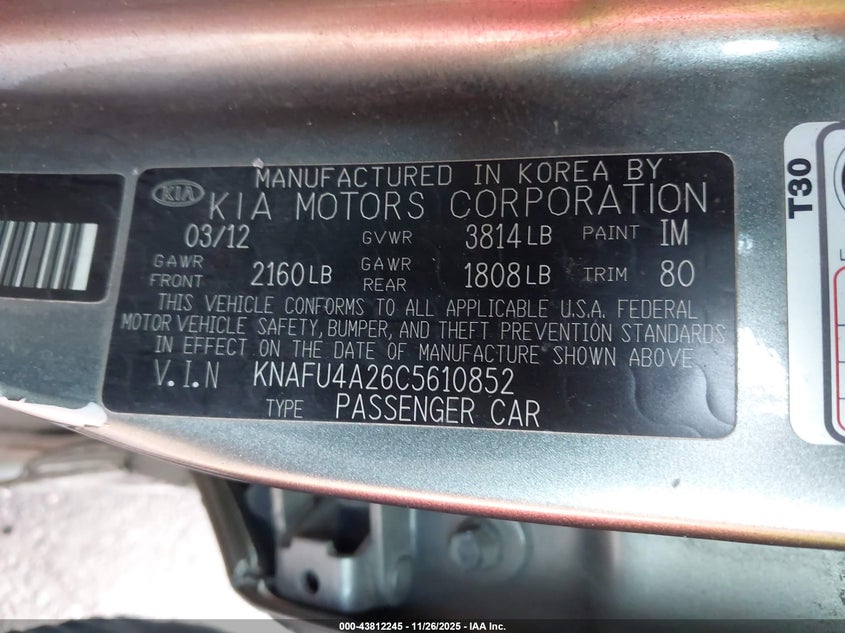 MANUFACTURED IN KOREA BY
KIA KIA MOTORS CORPORATION
03/12 GVWR 3814 LB PAINT IM
GAWR FRONT 2160 LB GAWR REAR 1808 LB TRIM 80
THIS VEHICLE CONFORMS TO ALL APPLICABLE U.S.A. FEDERAL
MOTOR VEHICLE SAFETY, BUMPER, AND THEFT PREVENTION STANDARDS
IN EFFECT ON THE DATE OF MANUFACTURE SHOWN ABOVE
V.I.N KNAFU4A26C5610852
TYPE PASSENGER CAR
T30
000-43812245 - 11/26/2025 - IAA Inc.